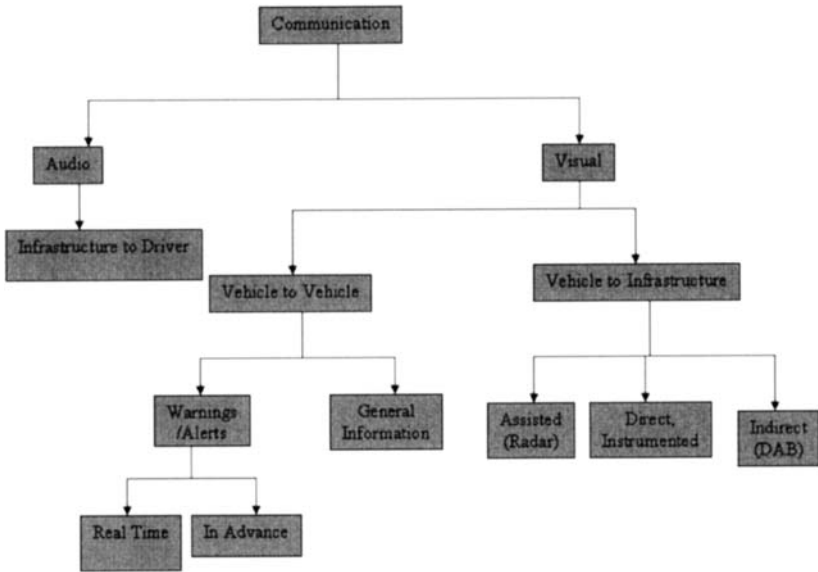 Communication
Audio
Visual
Infrastructure to Driver
Vehicle to Vehicle
Vehicle to Infrastructure
Warnings
/Alerts
General
Information
Assisted
(Radar)
Direct,
Instrumented
Indirect
(DAB)
Real Time
In Advance